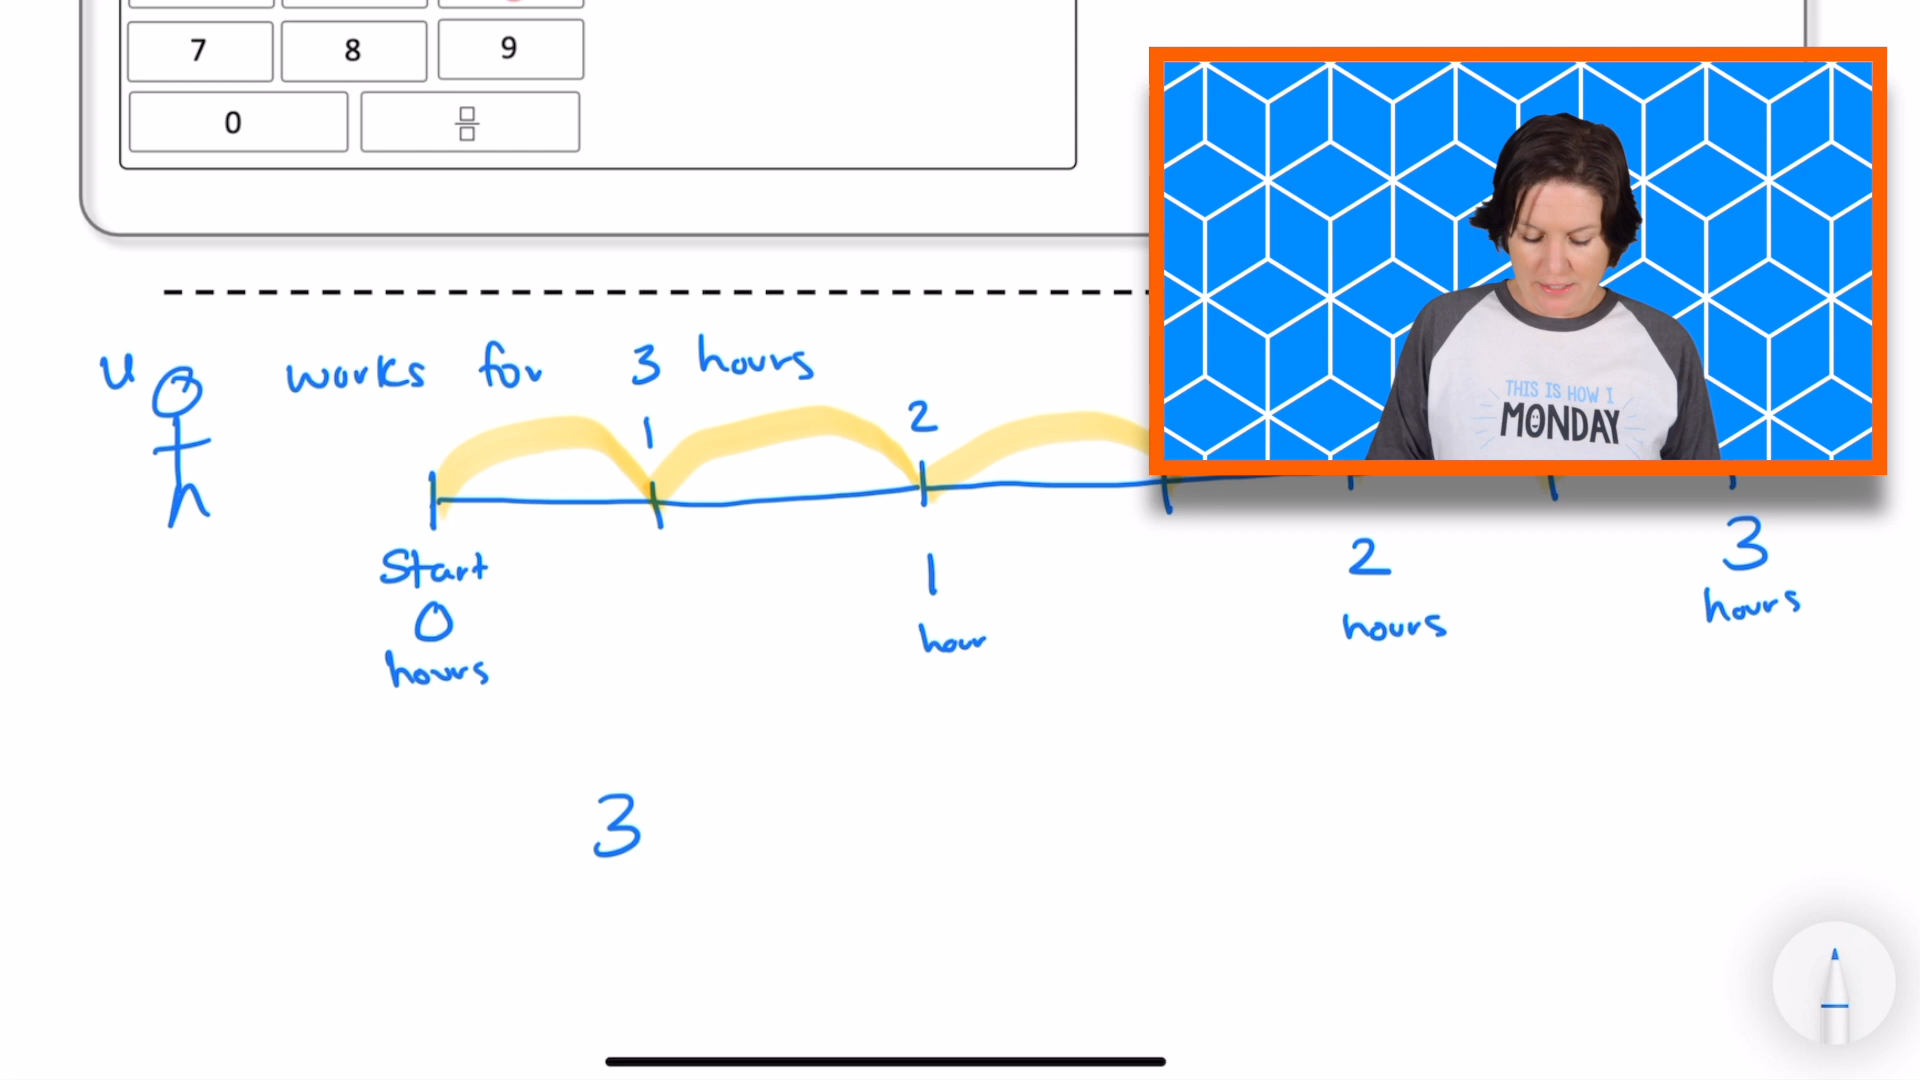 7 8 9
0
THIS IS HOW I
MONDAY
u works for 3 hours
1 2
Start 1 2 3
0 hour hours hours
hours
3